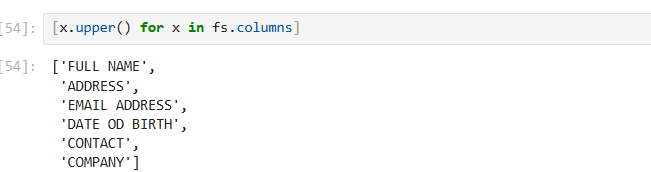 [54]: [x.upper() for x in fs.columns]
[54]: ['FULL NAME',
'ADDRESS',
'EMAIL ADDRESS',
'DATE OD BIRTH',
'CONTACT',
'COMPANY']